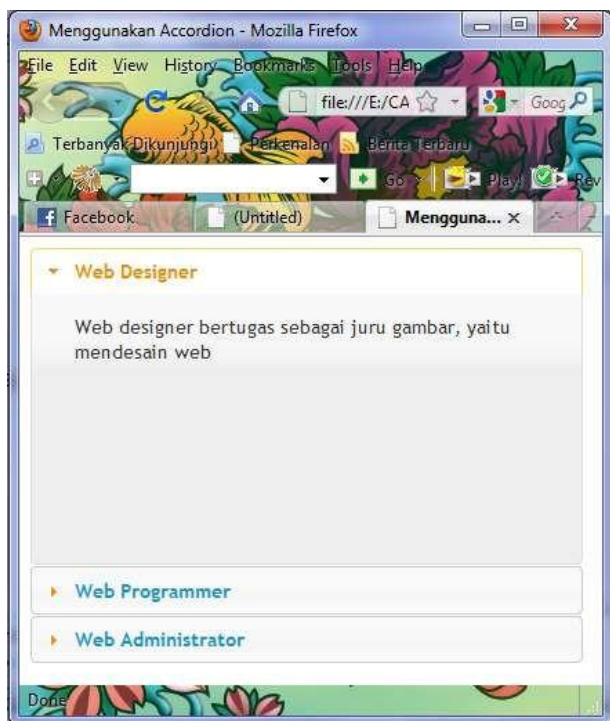 Menggunakan Accordion - Mozilla Firefox
File Edit View History Bookmarks Tools Help
file:///E:/CA Goog
Terbanyak Dikunjungi Perkenalan Berita Terbaru
Go Play! Rev
Facebook (Untitled) Mengguna... x
Web Designer
Web designer bertugas sebagai juru gambar, yaitu
mendesain web
Web Programmer
Web Administrator
Done